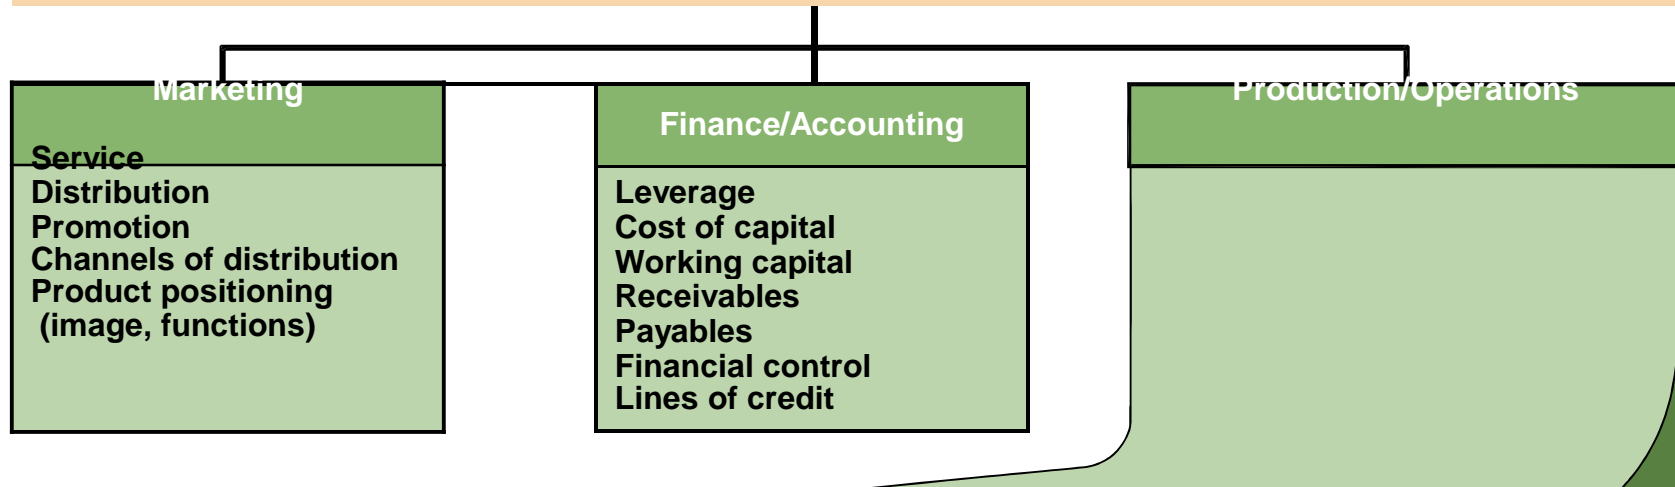 Marketing
Service
Distribution
Promotion
Channels of distribution
Product positioning
(image, functions)
Finance/Accounting
Leverage
Cost of capital
Working capital
Receivables
Payables
Financial control
Lines of credit
Production/Operations